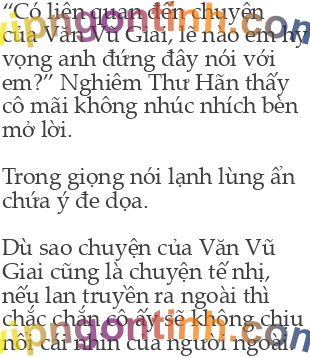 “Có liên quan đến chuyện
của Văn Vũ Giai, lẽ nào em hy
vọng anh đứng đây nói với
em?” Nghiêm Thư Hãn thấy
cô mãi không nhúc nhích bèn
mở lời.
Trong giọng nói lạnh lùng ẩn
chứa ý đe dọa.
Dù sao chuyện của Văn Vũ
Giai cũng là chuyện tế nhị,
nếu lan truyền ra ngoài thì
chắc chắn cô ấy sẽ không chịu
nổi cái nhìn của người ngoài.
vipngontinh.com
vipngontinh.com